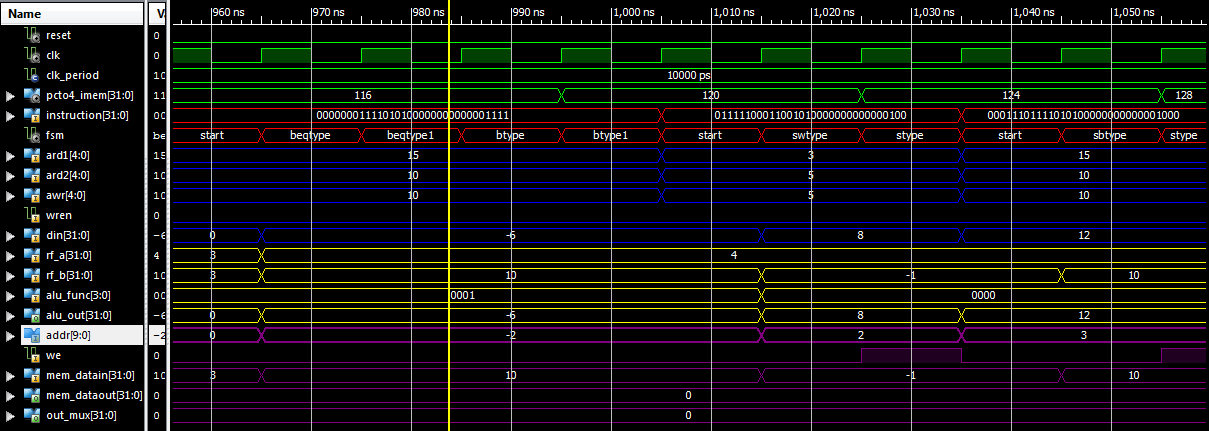 Name V 960 ns 970 ns 980 ns 990 ns 1,000 ns 1,010 ns 1,020 ns 1,030 ns 1,040 ns 1,050 ns
reset 0
clk 0
clk_period 10 10000 ps
pcto4_imem[31:0] 11 116 120 124 128
instruction[31:0] 00 00000001111010100000000000001111 01111100011001010000000000000100 00011101111010100000000000001000
fsm be start beqtype beqtype1 btype btype1 start swtype stype start sbtype stype
ard1[4:0] 15 15 3 15
ard2[4:0] 10 10 5 10
awr[4:0] 10 10 5 10
wren 0
din[31:0] -6 0 -6 8 12
rf_a[31:0] 4 3 4
rf_b[31:0] 10 3 10 -1 10
alu_func[3:0] 00 0001 0000
alu_out[31:0] -6 0 -6 8 12
addr[9:0] -2 0 -2 2 3
we 0
mem_datain[31:0] 10 3 10 -1 10
mem_dataout[31:0] 0 0
out_mux[31:0] 0 0